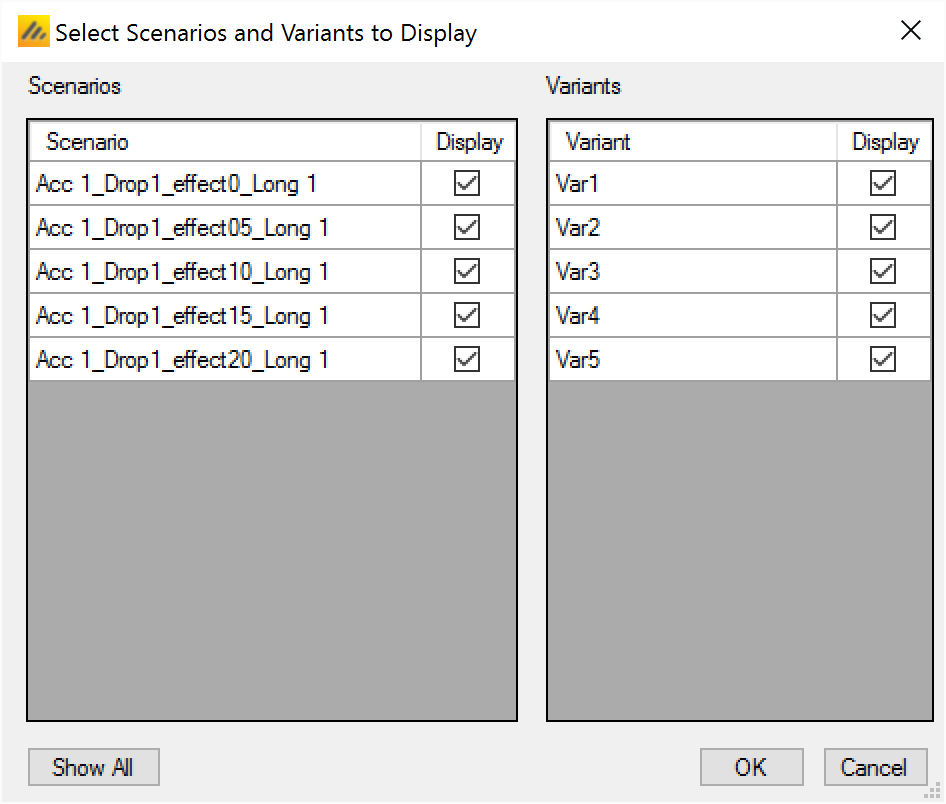 Select Scenarios and Variants to Display
Scenarios
Variants
Scenario Display
Acc 1_Drop1_effect0_Long 1
Acc 1_Drop1_effect05_Long 1
Acc 1_Drop1_effect10_Long 1
Acc 1_Drop1_effect15_Long 1
Acc 1_Drop1_effect20_Long 1
Variant Display
Var1
Var2
Var3
Var4
Var5
Show All
OK
Cancel